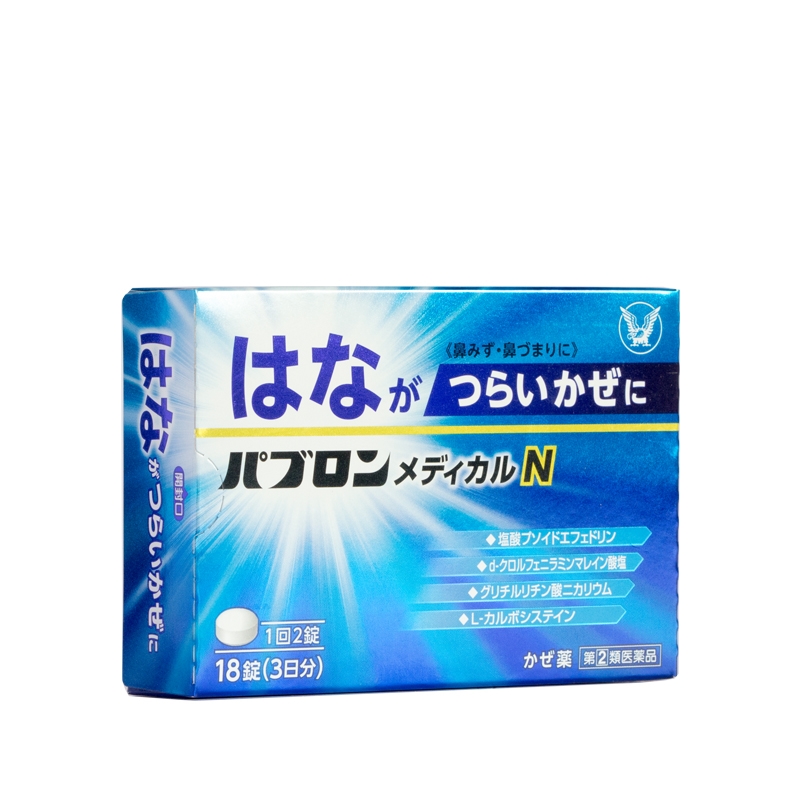 はながつらいかぜに
開封口
《鼻みず・鼻づまりに》
はなが
つらいかぜに
パブロンメディカルN
◆塩酸プソイドエフェドリン
◆d-クロルフェニラミンマレイン酸塩
◆グリチルリチン酸ニカリウム
◆L-カルボシステイン
1回2錠
18錠(3日分)
かぜ薬 第②類医薬品